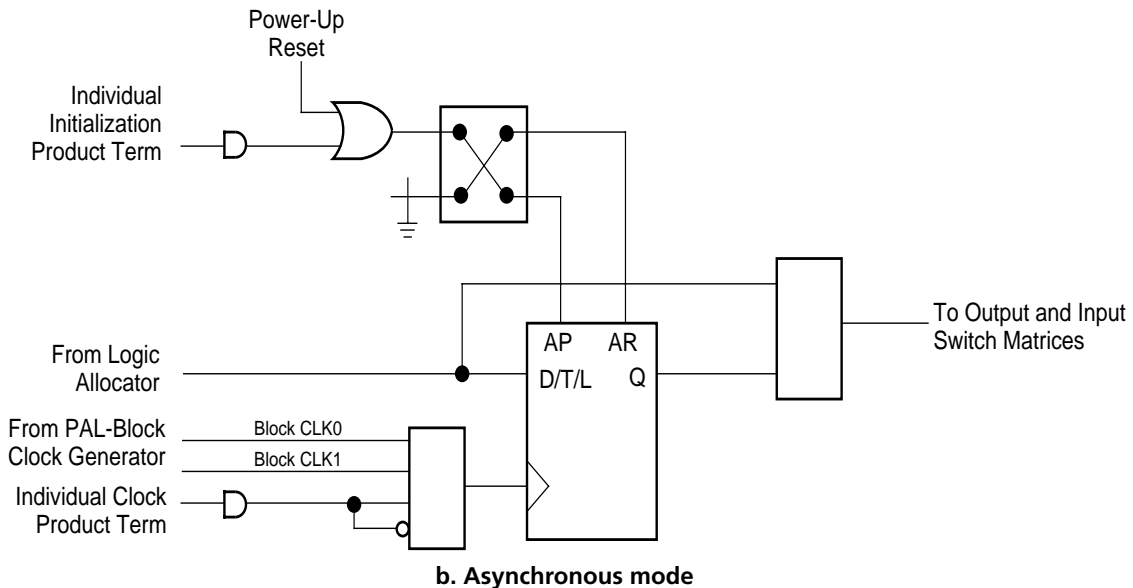 Power-Up
Reset
Individual
Initialization
Product Term
AP
AR
D/T/L
Q
To Output and Input
Switch Matrices
From Logic
Allocator
From PAL-Block
Clock Generator
Block CLK0
Block CLK1
Individual Clock
Product Term
b. Asynchronous mode